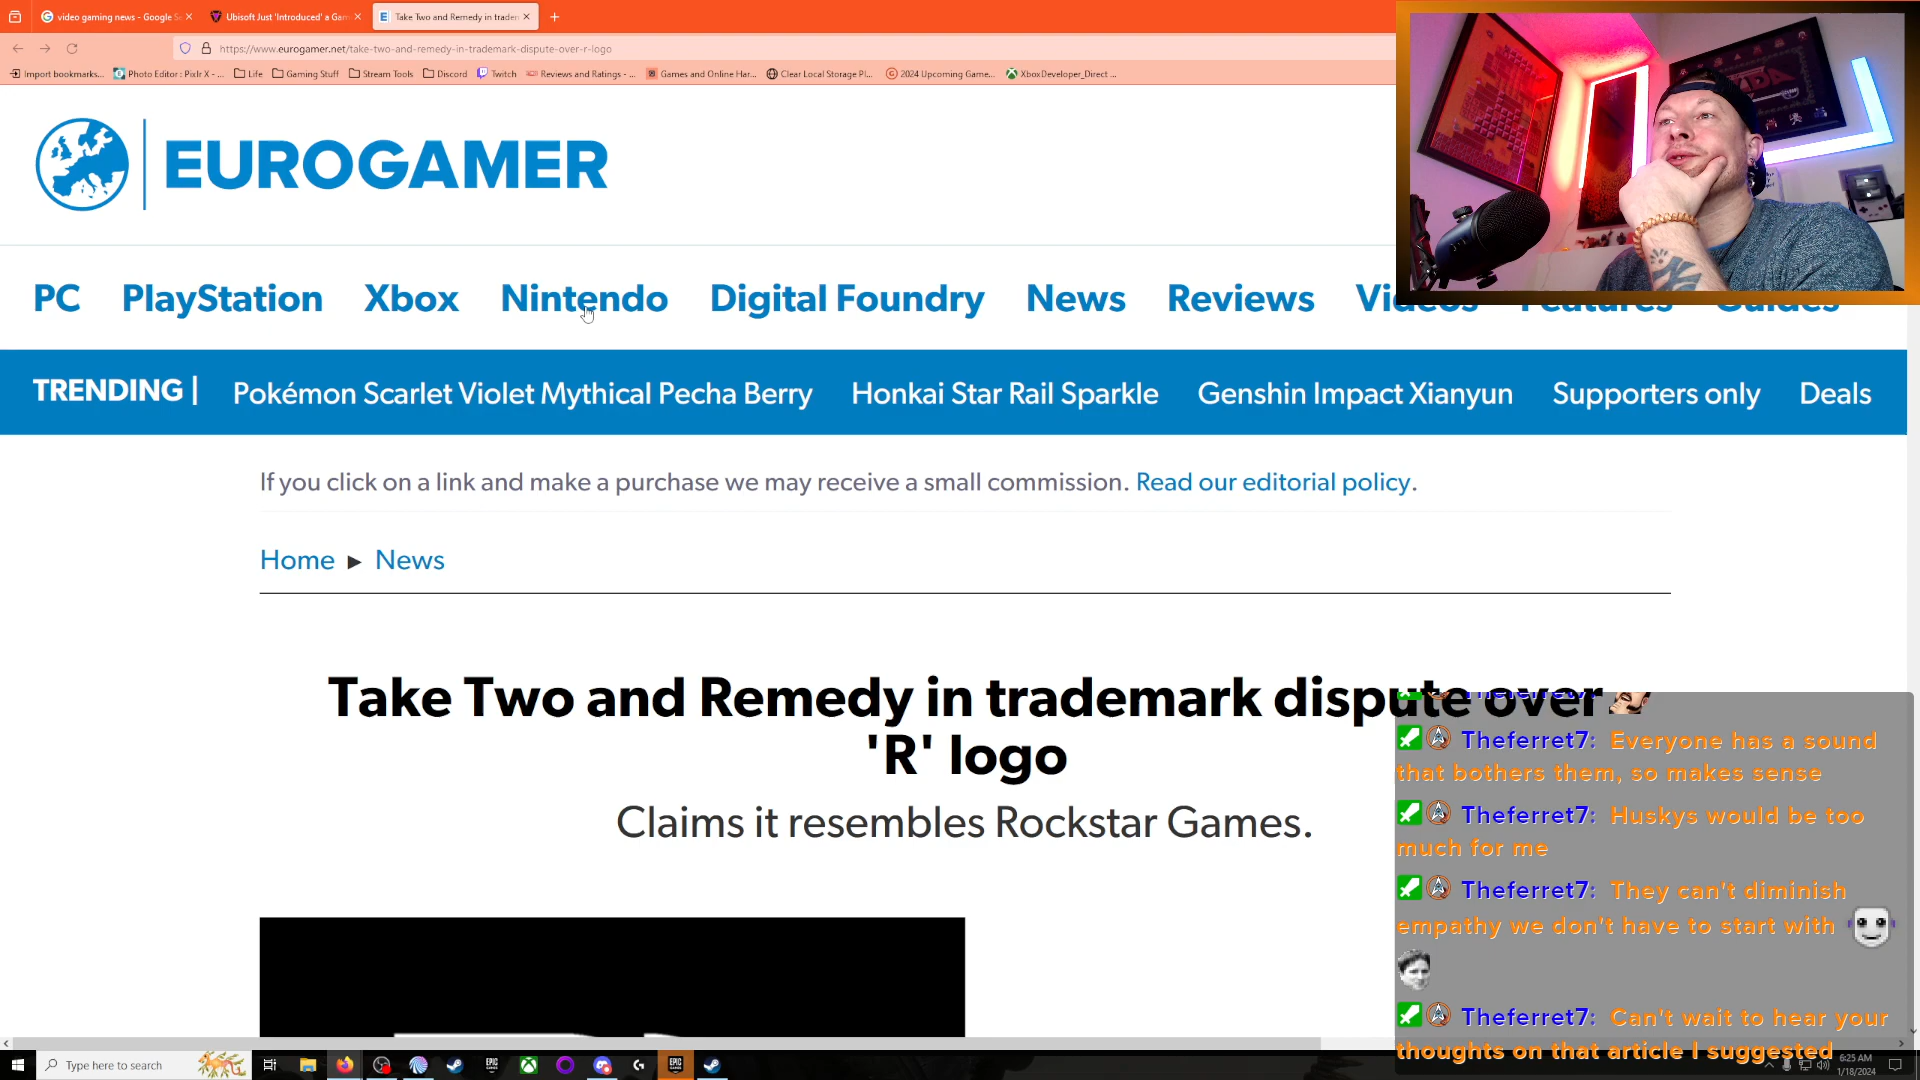 video gaming news - Google Se
Ubisoft Just 'Introduced' a Gam
Take Two and Remedy in tradem
https://www.eurogamer.net/take-two-and-remedy-in-trademark-dispute-over-r-logo
Import bookmarks...
Photo Editor : Pixlr X - ...
Life
Gaming Stuff
Stream Tools
Discord
Twitch
Reviews and Ratings - ...
Games and Online Har...
Clear Local Storage Pl...
2024 Upcoming Game...
XboxDeveloper_Direct ...
EUROGAMER
PC PlayStation Xbox Nintendo Digital Foundry News Reviews Videos Features Guides
TRENDING | Pokémon Scarlet Violet Mythical Pecha Berry Honkai Star Rail Sparkle Genshin Impact Xianyun Supporters only Deals
If you click on a link and make a purchase we may receive a small commission. Read our editorial policy.
Home ► News
Take Two and Remedy in trademark dispute over
'R' logo
Claims it resembles Rockstar Games.
Theferret7: Everyone has a sound
that bothers them, so makes sense
Theferret7: Huskys would be too
much for me
Theferret7: They can't diminish
empathy we don't have to start with
Theferret7: Can't wait to hear your
thoughts on that article I suggested
Type here to search
6:25 AM
1/18/2024